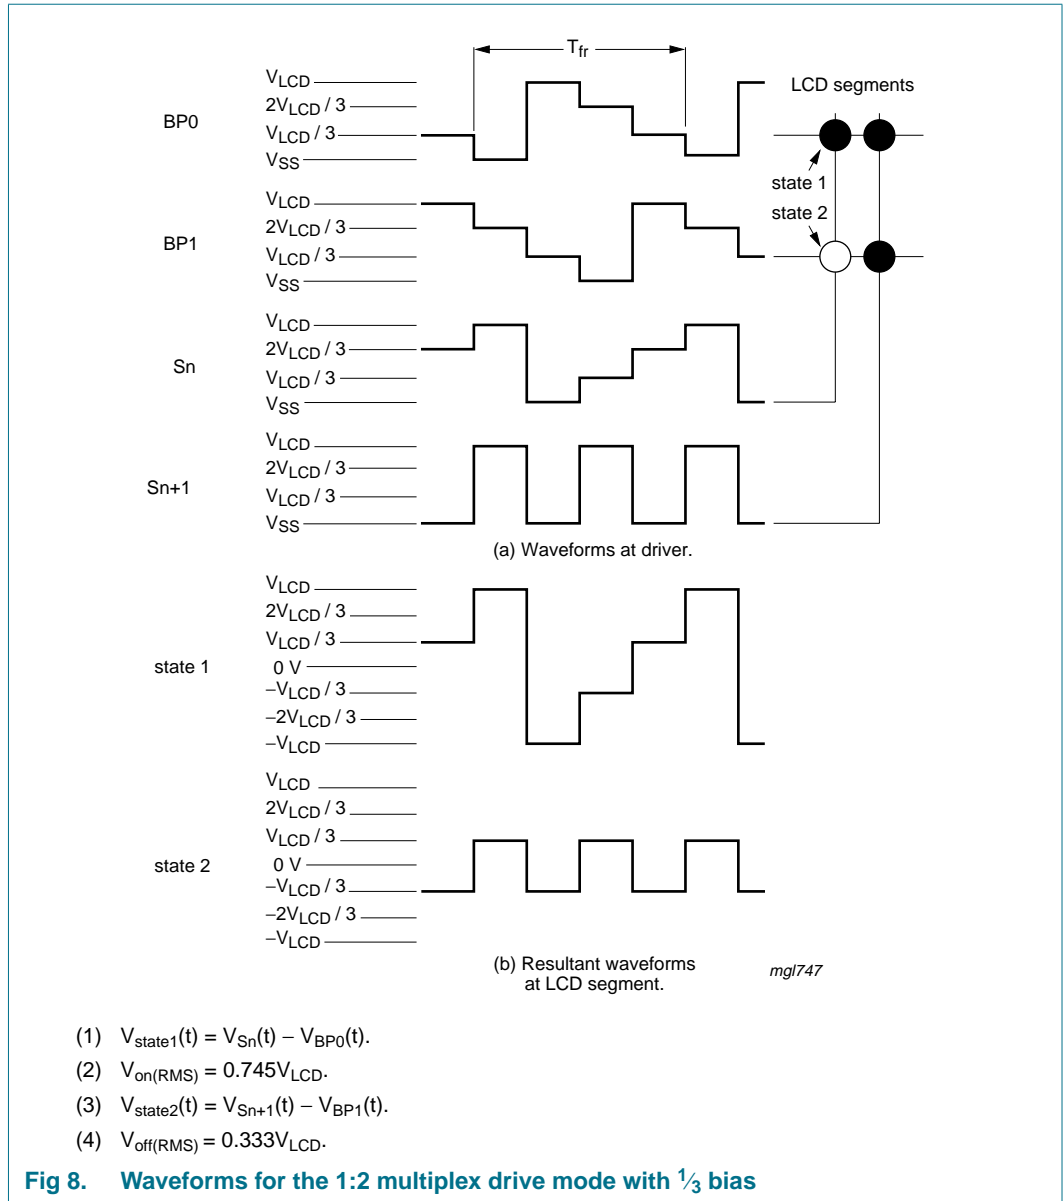 T_fr
LCD segments
BP0
V_LCD
2V_LCD / 3
V_LCD / 3
V_SS
state 1
state 2
BP1
V_LCD
2V_LCD / 3
V_LCD / 3
V_SS
Sn
V_LCD
2V_LCD / 3
V_LCD / 3
V_SS
Sn+1
V_LCD
2V_LCD / 3
V_LCD / 3
V_SS
(a) Waveforms at driver.
state 1
V_LCD
2V_LCD / 3
V_LCD / 3
0 V
−V_LCD / 3
−2V_LCD / 3
−V_LCD
state 2
V_LCD
2V_LCD / 3
V_LCD / 3
0 V
−V_LCD / 3
−2V_LCD / 3
−V_LCD
(b) Resultant waveforms
at LCD segment.
mgl747
(1) V_state1(t) = V_Sn(t) − V_BP0(t).
(2) V_on(RMS) = 0.745V_LCD.
(3) V_state2(t) = V_Sn+1(t) − V_BP1(t).
(4) V_off(RMS) = 0.333V_LCD.
Fig 8. Waveforms for the 1:2 multiplex drive mode with 1⁄3 bias